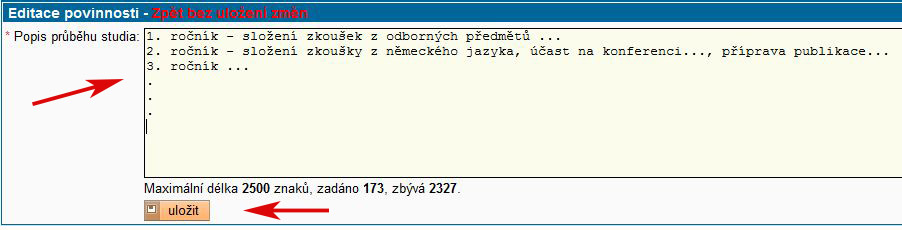 Editace povinnosti - Zpět bez uložení změn
* Popis průběhu studia:
1. ročník - složení zkoušek z odborných předmětů ...
2. ročník - složení zkoušky z německého jazyka, účast na konferenci..., příprava publikace...
3. ročník ...
.
.
.
Maximální délka 2500 znaků, zadáno 173, zbývá 2327.
uložit